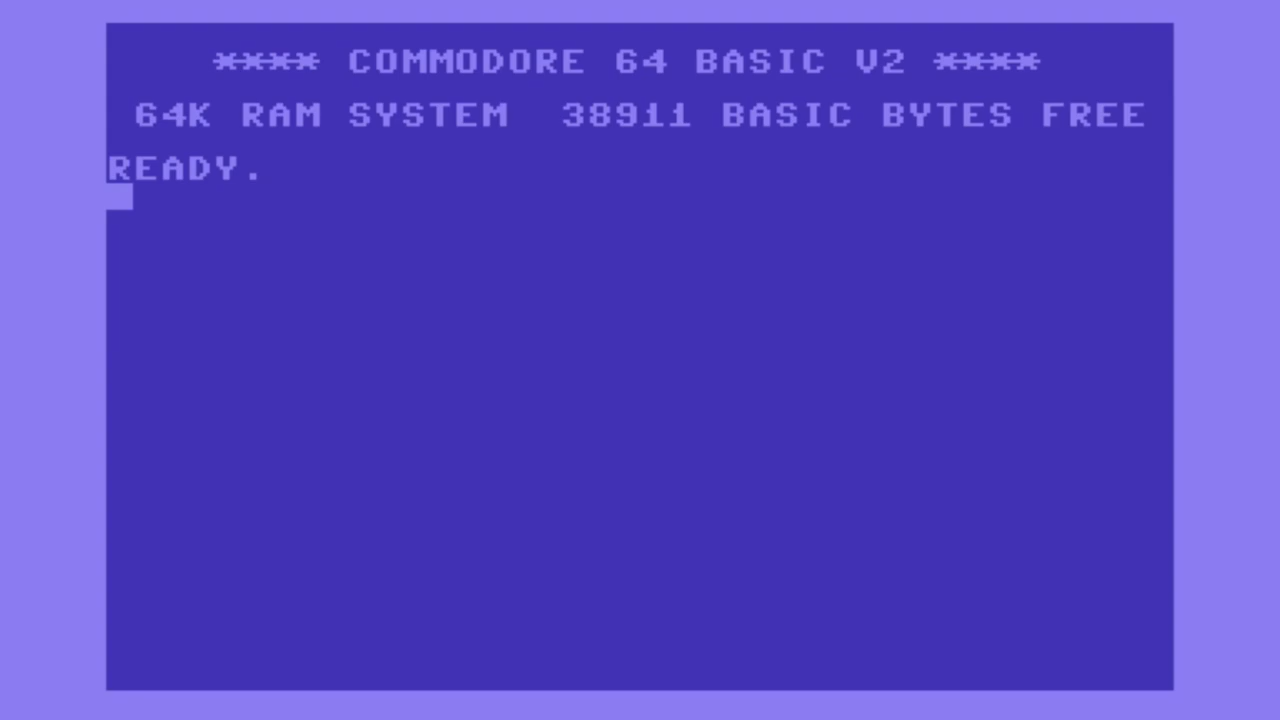 **** COMMODORE 64 BASIC V2 ****
64K RAM SYSTEM  38911 BASIC BYTES FREE
READY.